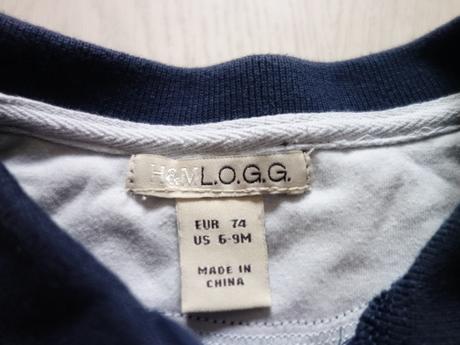 H&M L.O.G.G.
EUR 74
US 6-9M
MADE IN
CHINA